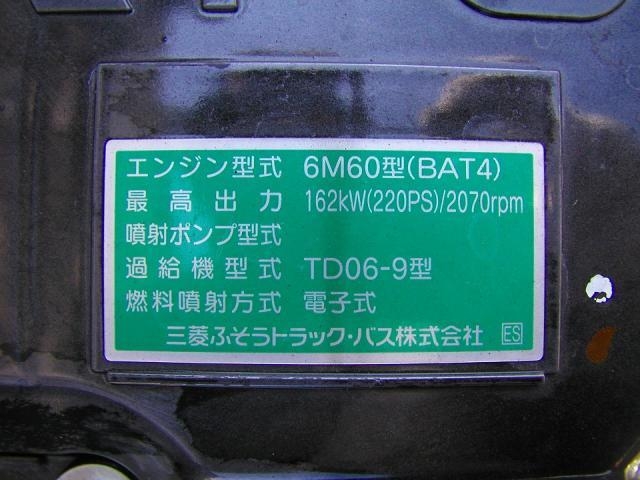 エンジン型式 6M60型(BAT4)
最高出力 162kW(220PS)/2070rpm
噴射ポンプ型式
過給機型式 TD06-9型
燃料噴射方式 電子式
三菱ふそうトラック・バス株式会社 ES